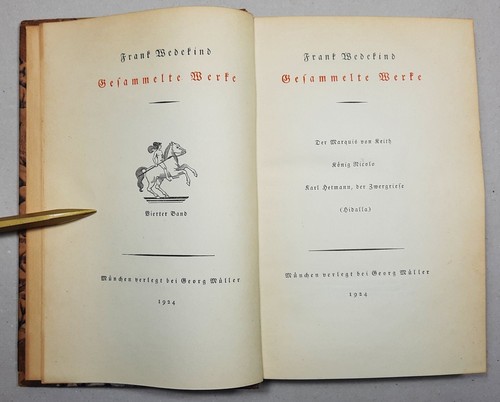 Frank Wedekind
Gesammelte Werke
Vierter Band
München verlegt bei Georg Müller
1924
Frank Wedekind
Gesammelte Werke
Der Marquis von Keith
König Nicolo
Karl Hetmann, der Zwergriese
(Hidalla)
München verlegt bei Georg Müller
1924